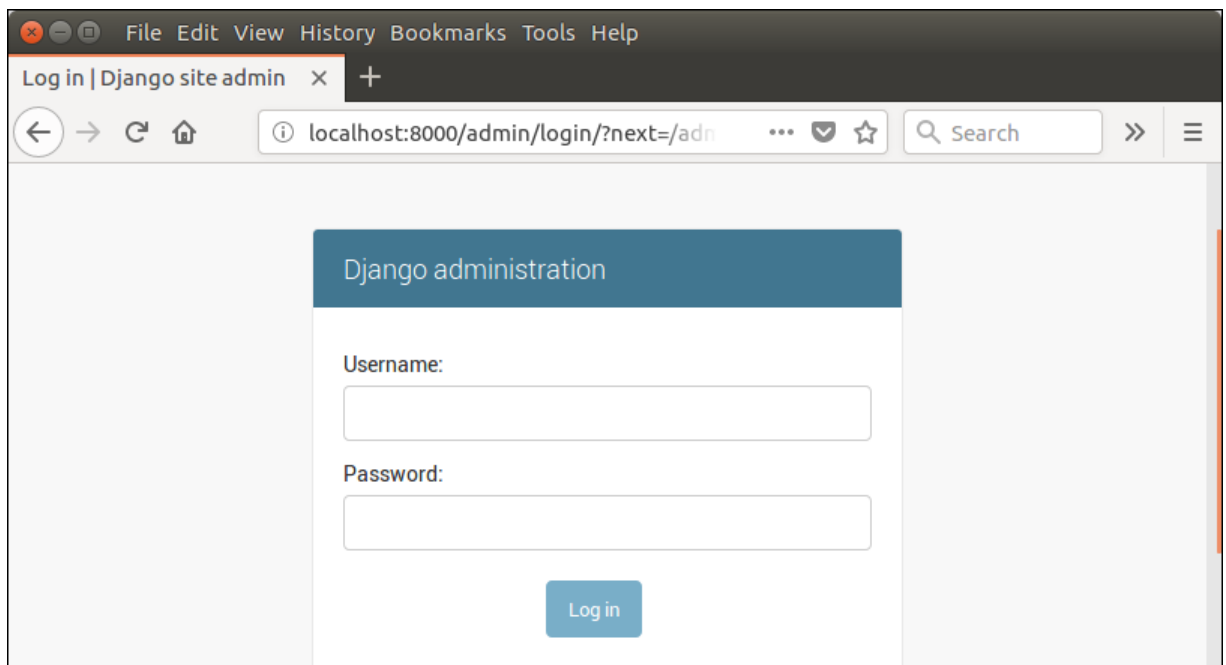 File Edit View History Bookmarks Tools Help
Log in | Django site admin
localhost:8000/admin/login/?next=/adm
Search
Django administration
Username:
Password:
Log in